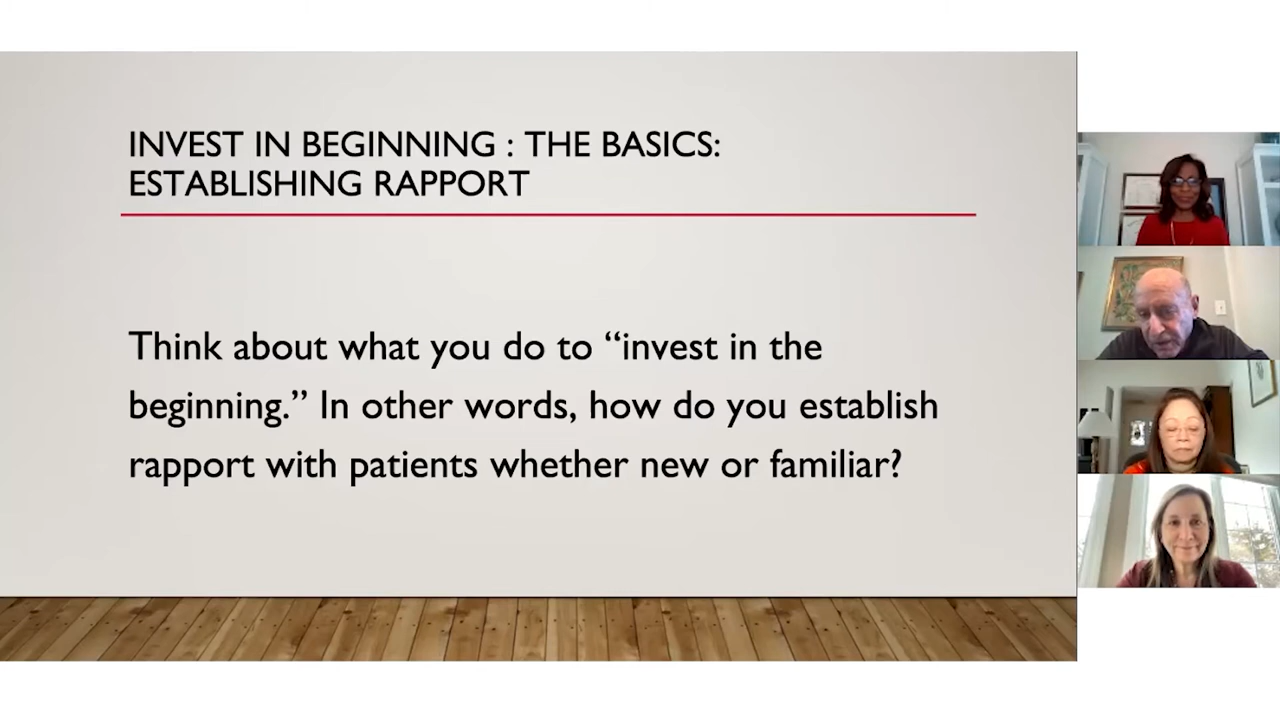 INVEST IN BEGINNING : THE BASICS:
ESTABLISHING RAPPORT
Think about what you do to “invest in the
beginning.” In other words, how do you establish
rapport with patients whether new or familiar?